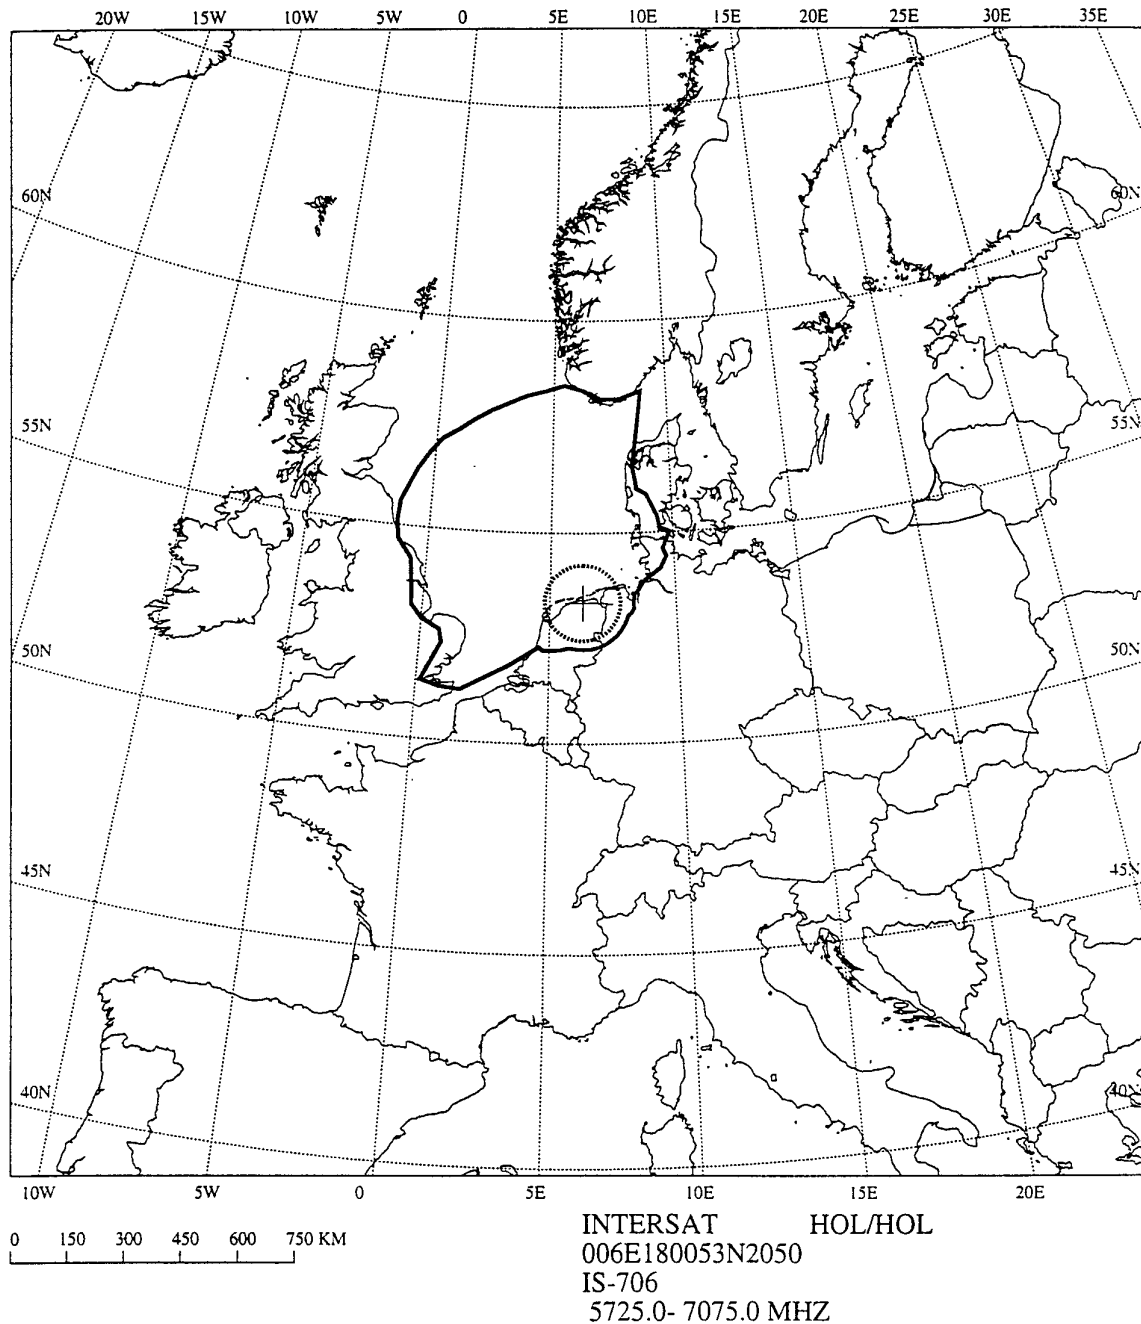 20W 15W 10W 5W 0 5E 10E 15E 20E 25E 30E 35E
60N 60N
55N 55N
50N 50N
45N 45N
40N 40N
10W 5W 0 5E 10E 15E 20E
0 150 300 450 600 750 KM
INTERSAT HOL/HOL
006E180053N2050
IS-706
5725.0- 7075.0 MHZ